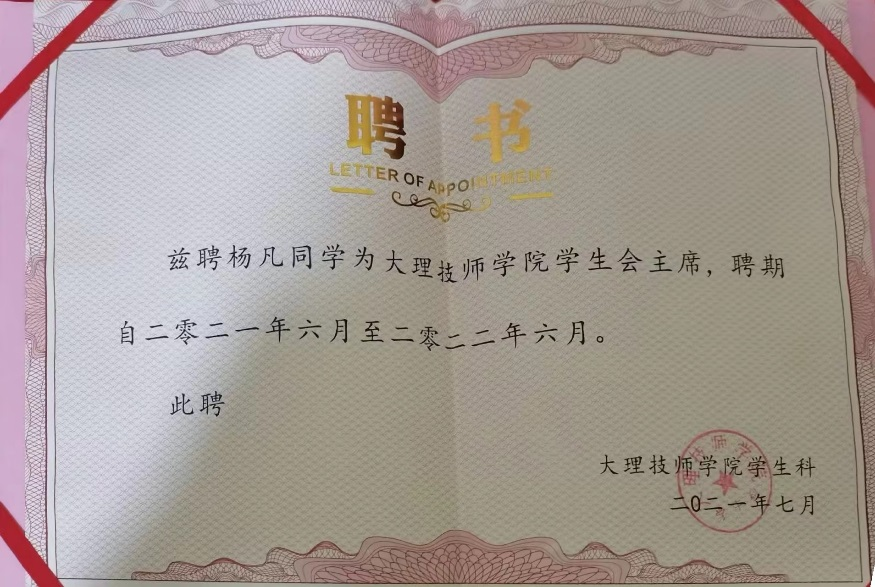 聘书
LETTER OF APPOINTMENT
兹聘杨凡同学为大理技师学院学生会主席，聘期
自二零二一年六月至二零二二年六月。
此聘
大理技师学院学生科
二0二一年七月